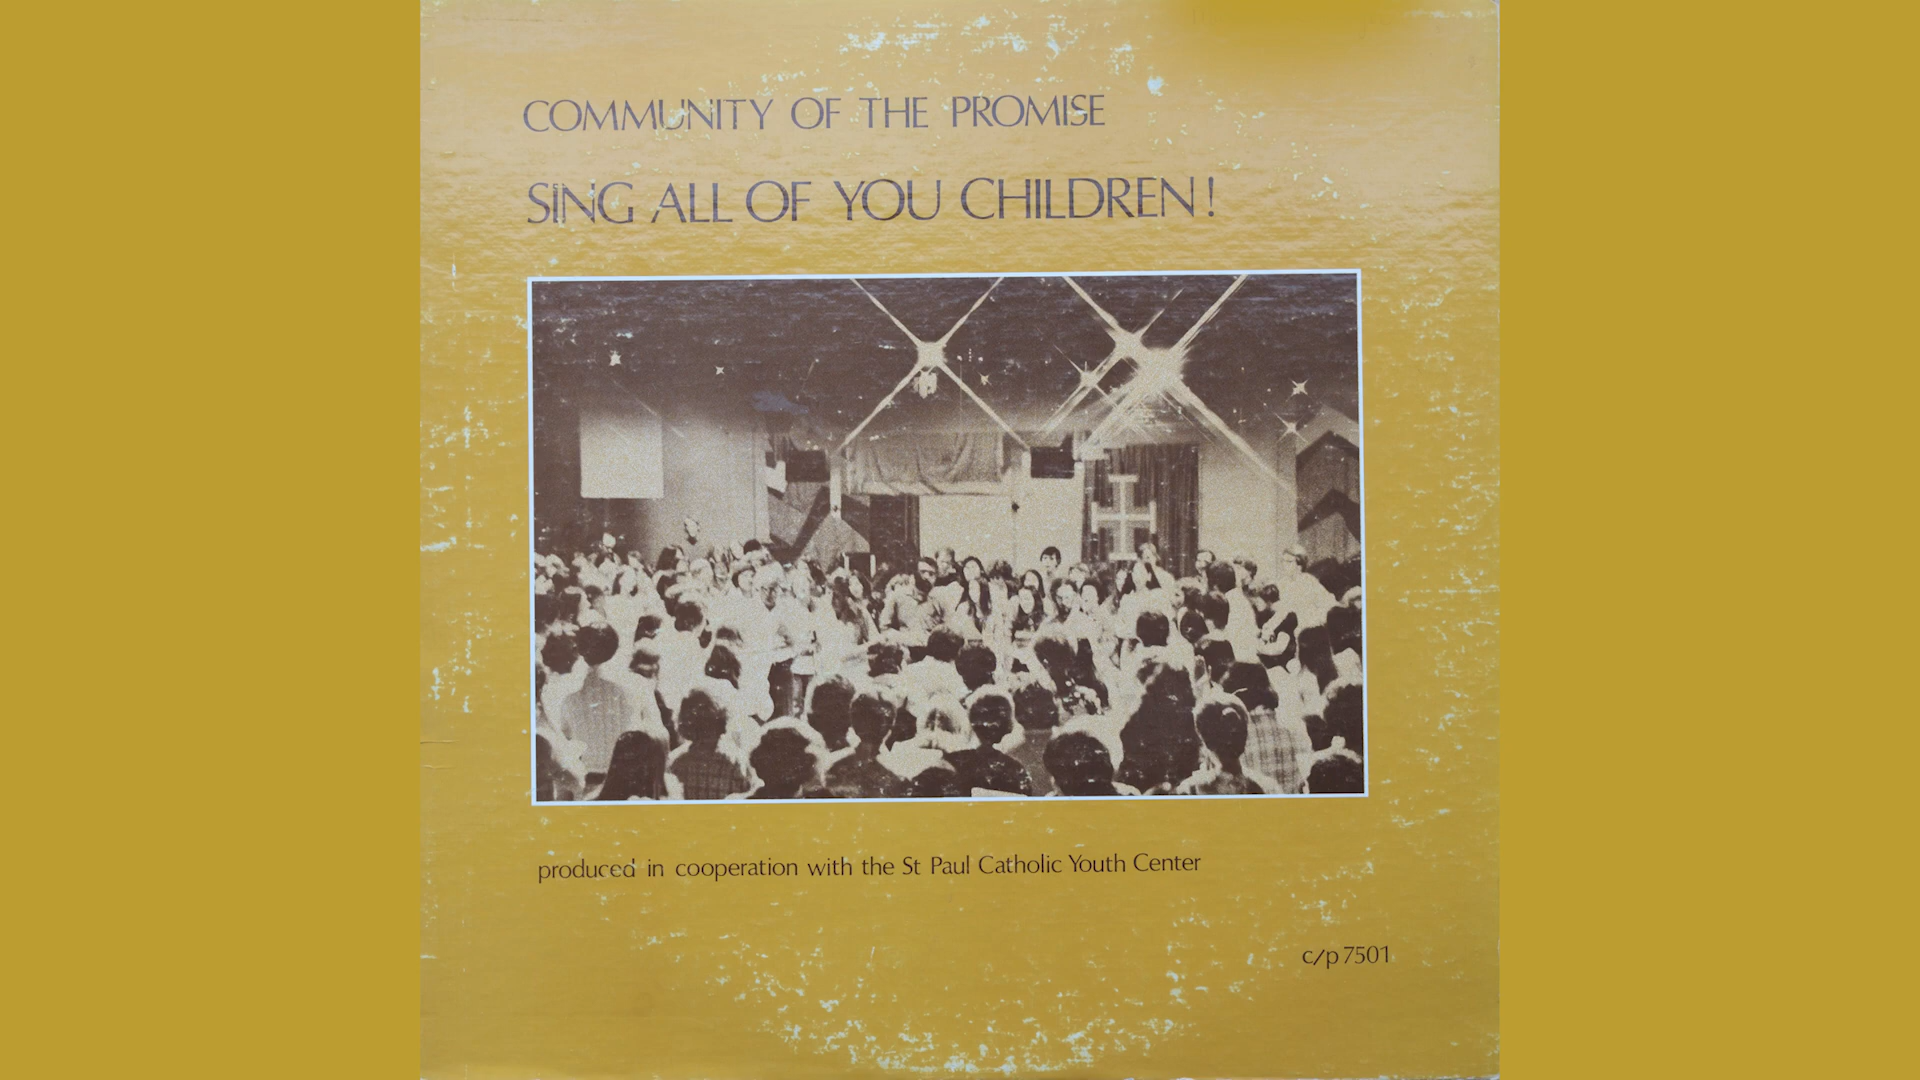 COMMUNITY OF THE PROMISE
SING ALL OF YOU CHILDREN!
produced in cooperation with the St Paul Catholic Youth Center
c/p 7501